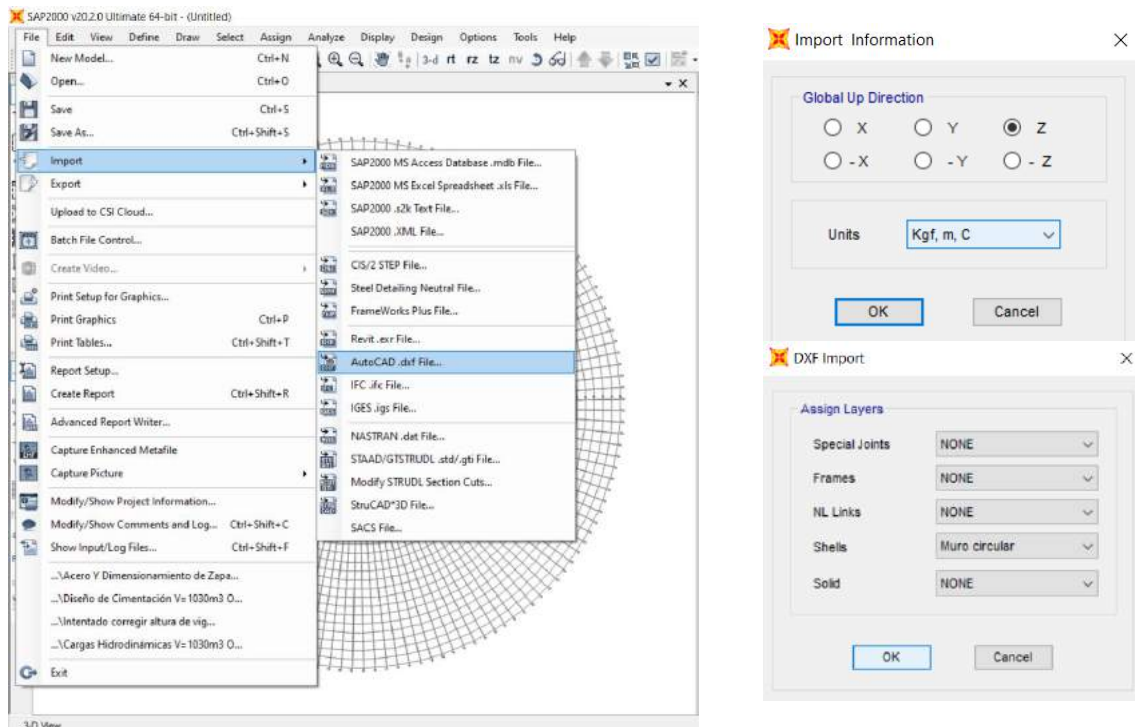 SAP2000 v20.2.0 Ultimate 64-bit - (Untitled)
File Edit View Define Draw Select Assign Analyze Display Design Options Tools Help
3-d rt rz tz nv
New Model... Ctrl+N
Open... Ctrl+O
Save Ctrl+S
Save As... Ctrl+Shift+S
Import
Export
Upload to CSI Cloud...
Batch File Control...
Create Video...
Print Setup for Graphics...
Print Graphics Ctrl+P
Print Tables... Ctrl+Shift+T
Report Setup...
Create Report Ctrl+Shift+R
Advanced Report Writer...
Capture Enhanced Metafile
Capture Picture
Modify/Show Project Information...
Modify/Show Comments and Log... Ctrl+Shift+C
Show Input/Log Files... Ctrl+Shift+F
...\Acero Y Dimensionamiento de Zapa...
...\Diseño de Cimentación V= 1030m3 O...
...\Intentado corregir altura de vig...
...\Cargas Hidrodinámicas V= 1030m3 O...
Exit
3-D View
SAP2000 MS Access Database .mdb File...
SAP2000 MS Excel Spreadsheet .xls File...
SAP2000 .s2k Text File...
SAP2000 .XML File...
CIS/2 STEP File...
Steel Detailing Neutral File...
FrameWorks Plus File...
Revit .exr File...
AutoCAD .dxf File...
IFC .ifc File...
IGES .igs File...
NASTRAN .dat File...
STAAD/GTSTRUDL .std/.gti File...
Modify STRUDL Section Cuts...
StruCAD*3D File...
SACS File...
Import Information
Global Up Direction
X Y Z
-X -Y -Z
Units Kgf, m, C
OK Cancel
DXF Import
Assign Layers
Special Joints NONE
Frames NONE
NL Links NONE
Shells Muro circular
Solid NONE
OK Cancel